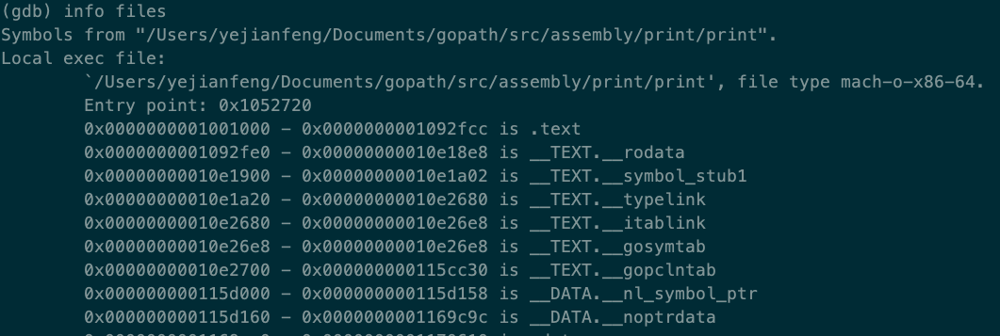 (gdb) info files
Symbols from "/Users/yejianfeng/Documents/gopath/src/assembly/print/print".
Local exec file:
`/Users/yejianfeng/Documents/gopath/src/assembly/print/print', file type mach-o-x86-64.
Entry point: 0x1052720
0x0000000001001000 - 0x0000000001092fcc is .text
0x0000000001092fe0 - 0x00000000010e18e8 is __TEXT.__rodata
0x00000000010e1900 - 0x00000000010e1a02 is __TEXT.__symbol_stub1
0x00000000010e1a20 - 0x00000000010e2680 is __TEXT.__typelink
0x00000000010e2680 - 0x00000000010e26e8 is __TEXT.__itablink
0x00000000010e26e8 - 0x00000000010e26e8 is __TEXT.__gosymtab
0x00000000010e2700 - 0x000000000115cc30 is __TEXT.__gopclntab
0x000000000115d000 - 0x000000000115d158 is __DATA.__nl_symbol_ptr
0x000000000115d160 - 0x0000000001169c9c is __DATA.__noptrdata